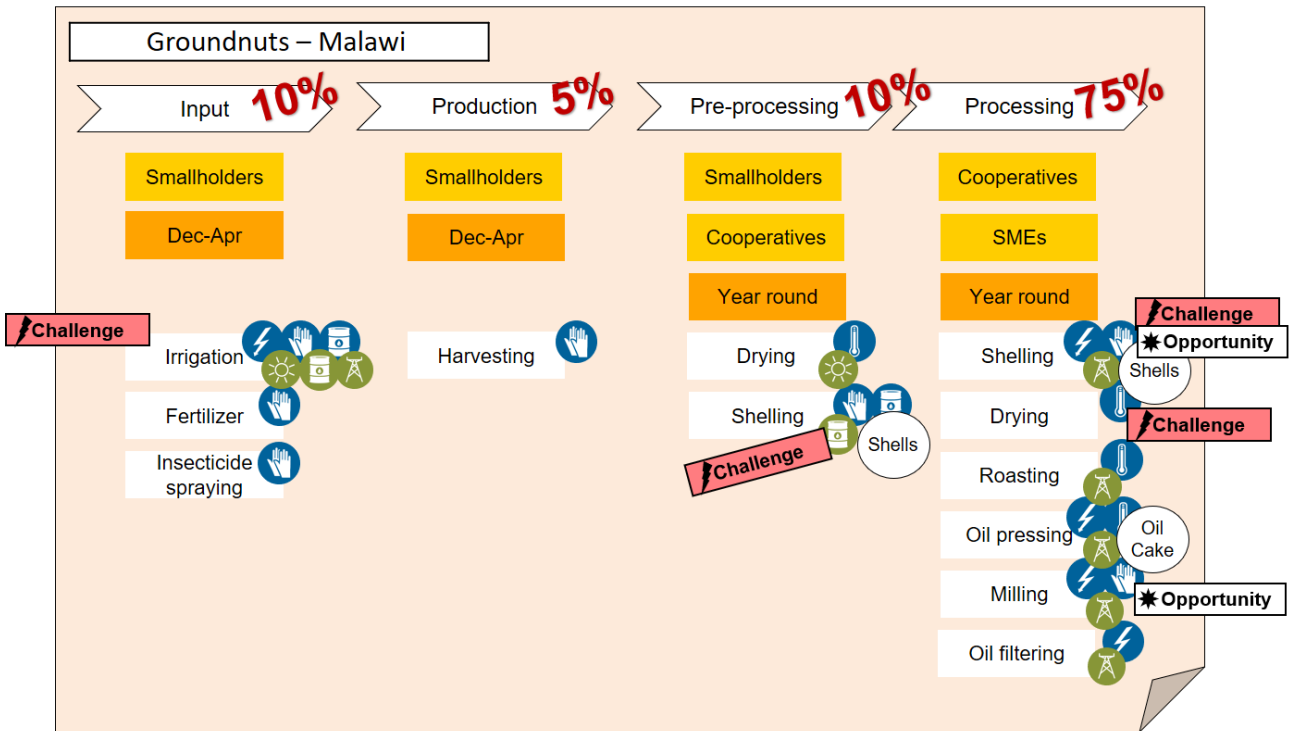 Groundnuts – Malawi
Input 10%
Production 5%
Pre-processing 10%
Processing 75%
Smallholders
Dec-Apr
Challenge
Irrigation
Fertilizer
Insecticide
spraying
Smallholders
Dec-Apr
Harvesting
Smallholders
Cooperatives
Year round
Drying
Shelling
Shells
Challenge
Cooperatives
SMEs
Year round
Challenge
Opportunity
Shelling
Shells
Drying
Challenge
Roasting
Oil pressing
Oil
Cake
Milling
Opportunity
Oil filtering